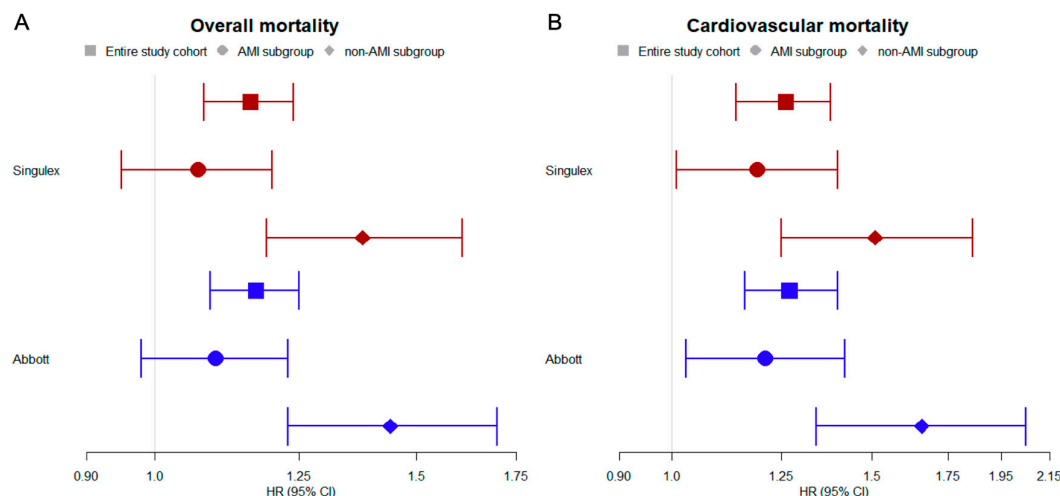 A
Overall mortality
Entire study cohort AMI subgroup non-AMI subgroup
Singulex
Abbott
0.90 1.0 1.25 1.5 1.75
HR (95% CI)
B
Cardiovascular mortality
Entire study cohort AMI subgroup non-AMI subgroup
Singulex
Abbott
0.90 1.0 1.25 1.5 1.75 1.95 2.15
HR (95% CI)